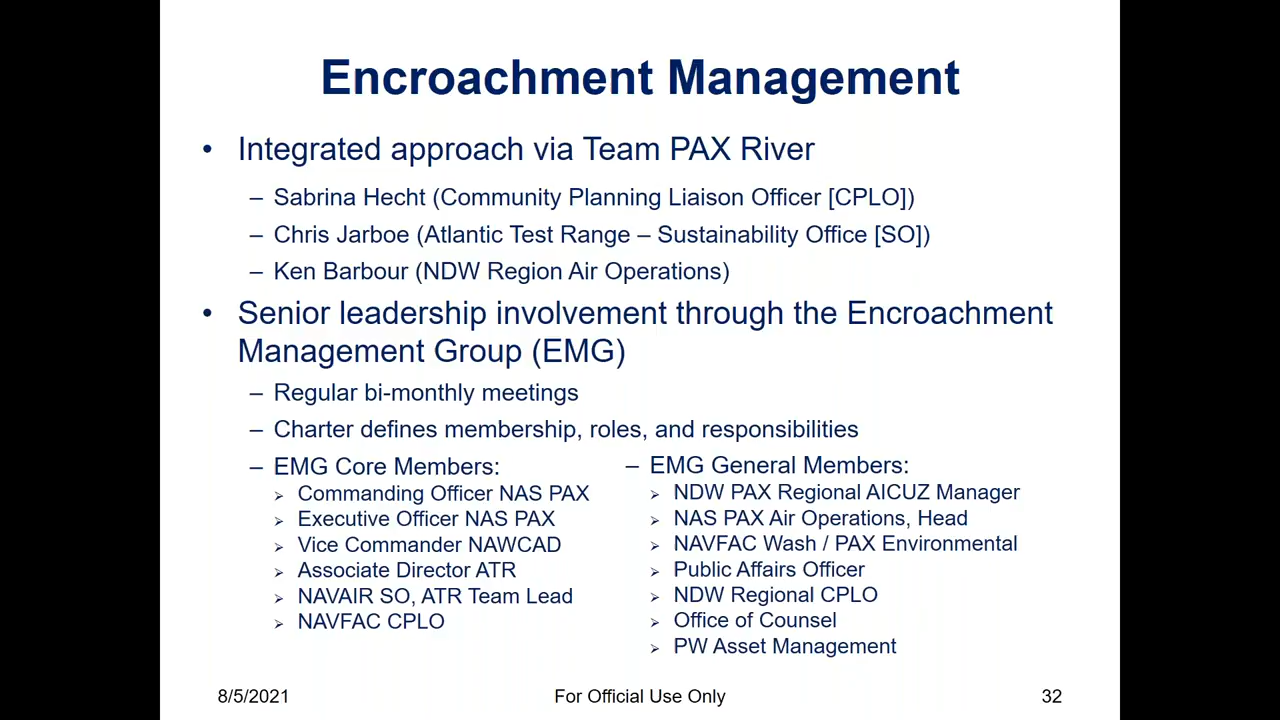 Encroachment Management
• Integrated approach via Team PAX River
– Sabrina Hecht (Community Planning Liaison Officer [CPLO])
– Chris Jarboe (Atlantic Test Range – Sustainability Office [SO])
– Ken Barbour (NDW Region Air Operations)
• Senior leadership involvement through the Encroachment
Management Group (EMG)
– Regular bi-monthly meetings
– Charter defines membership, roles, and responsibilities
– EMG Core Members:
➢ Commanding Officer NAS PAX
➢ Executive Officer NAS PAX
➢ Vice Commander NAWCAD
➢ Associate Director ATR
➢ NAVAIR SO, ATR Team Lead
➢ NAVFAC CPLO
– EMG General Members:
➢ NDW PAX Regional AICUZ Manager
➢ NAS PAX Air Operations, Head
➢ NAVFAC Wash / PAX Environmental
➢ Public Affairs Officer
➢ NDW Regional CPLO
➢ Office of Counsel
➢ PW Asset Management
8/5/2021
For Official Use Only
32